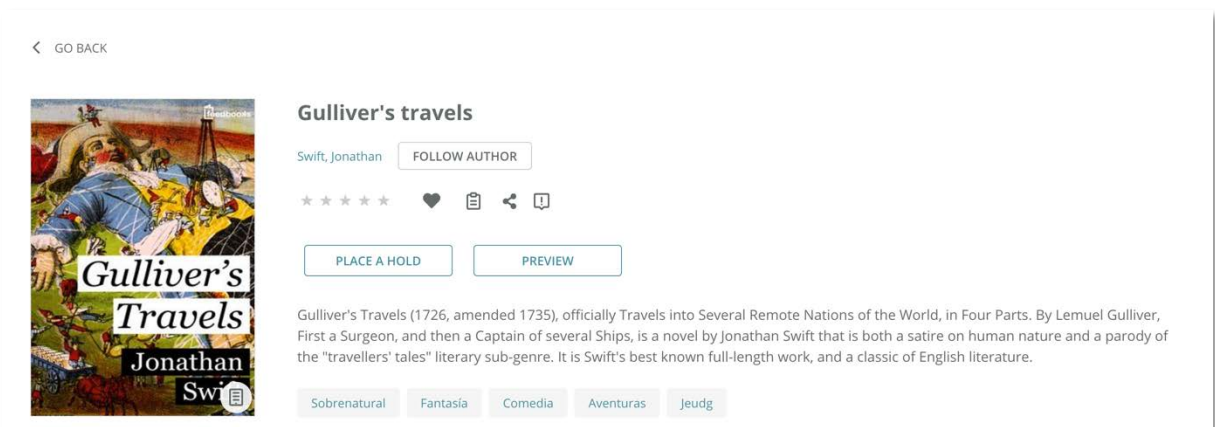 GO BACK
feedbooks
Gulliver's
Travels
Jonathan
Gulliver's travels
Swift, Jonathan FOLLOW AUTHOR
PLACE A HOLD PREVIEW
Gulliver's Travels (1726, amended 1735), officially Travels into Several Remote Nations of the World, in Four Parts. By Lemuel Gulliver,
First a Surgeon, and then a Captain of several Ships, is a novel by Jonathan Swift that is both a satire on human nature and a parody of
the "travellers' tales" literary sub-genre. It is Swift's best known full-length work, and a classic of English literature.
Sobrenatural Fantasía Comedia Aventuras Jeudg